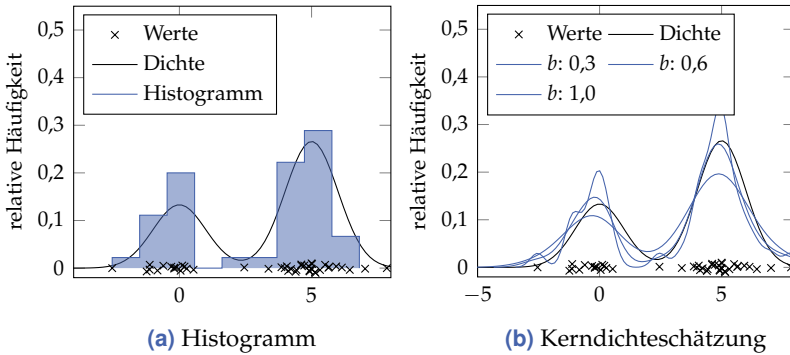 relative Häufigkeit
0,5
0,4
0,3
0,2
0,1
0
0
5
Werte
Dichte
Histogramm
(a) Histogramm
relative Häufigkeit
0,5
0,4
0,3
0,2
0,1
0
−5
0
5
Werte
Dichte
b: 0,3
b: 0,6
b: 1,0
(b) Kerndichteschätzung